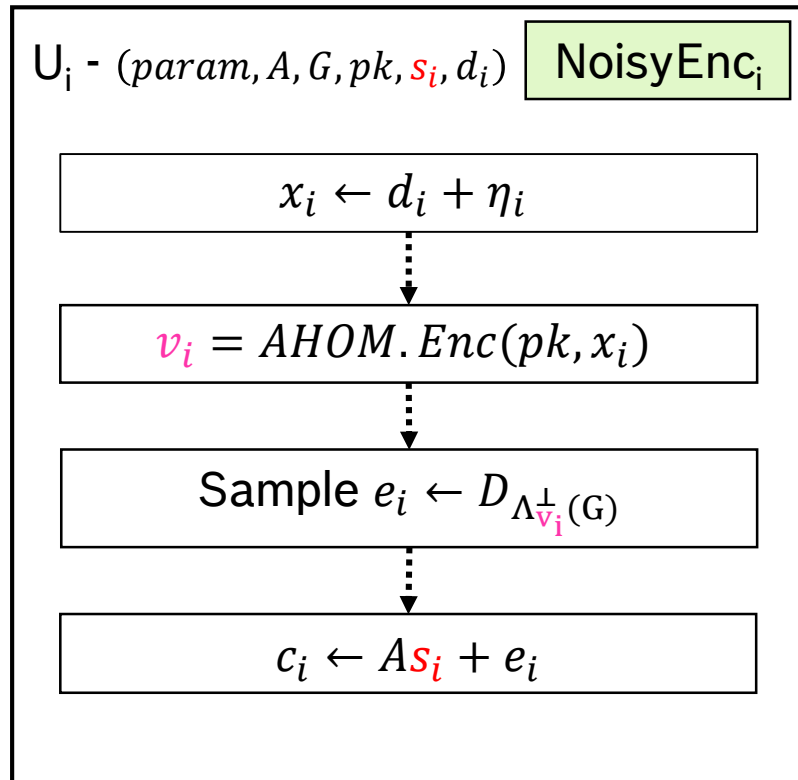 Uᵢ - (param, A, G, pk, sᵢ, dᵢ) NoisyEncᵢ
xᵢ ← dᵢ + ηᵢ
vᵢ = AHOM. Enc(pk, xᵢ)
Sample eᵢ ← D_{Λ^⊥_{vᵢ}(G)}
cᵢ ← Asᵢ + eᵢ